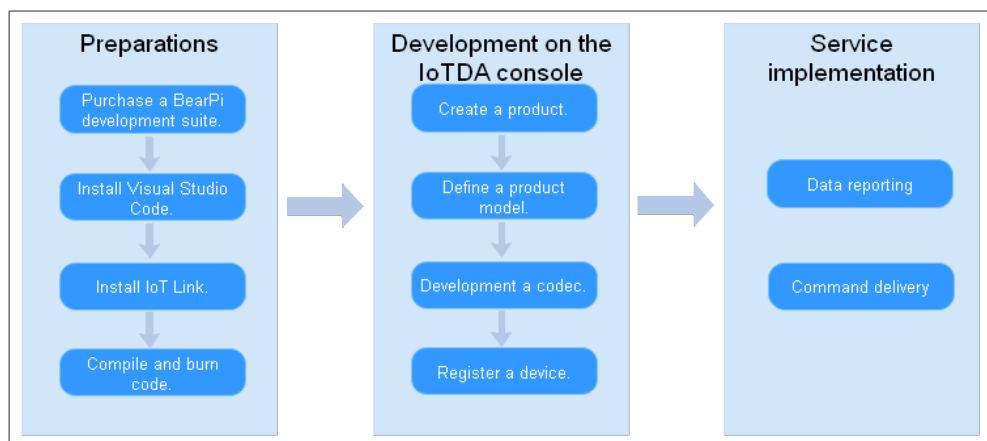 Preparations
Purchase a BearPi
development suite.
Install Visual Studio
Code.
Install IoT Link.
Compile and burn
code.
Development on the
IoTDA console
Create a product.
Define a product
model.
Development a codec.
Register a device.
Service
implementation
Data reporting
Command delivery